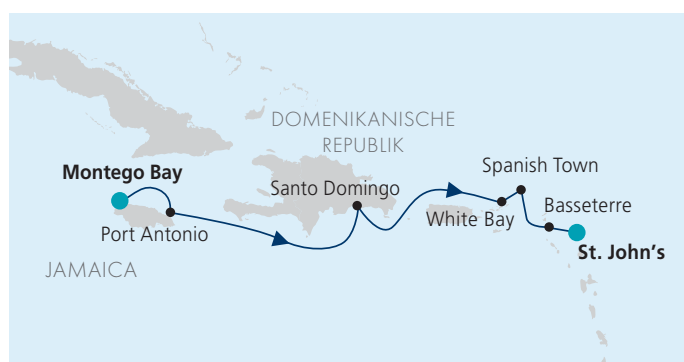 DOMENIKANISCHE
REPUBLIK
Montego Bay
Spanish Town
Santo Domingo
Basseterre
White Bay
Port Antonio
St. John's
JAMAICA